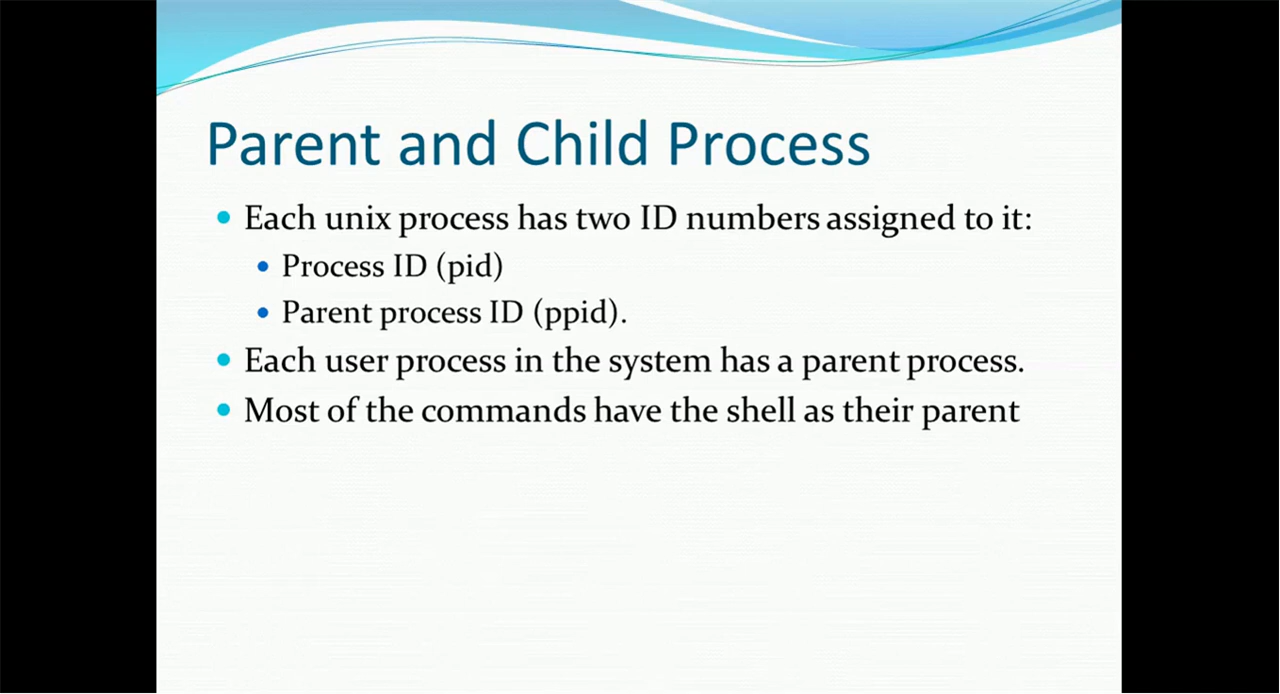 Parent and Child Process
Each unix process has two ID numbers assigned to it:
Process ID (pid)
Parent process ID (ppid).
Each user process in the system has a parent process.
Most of the commands have the shell as their parent